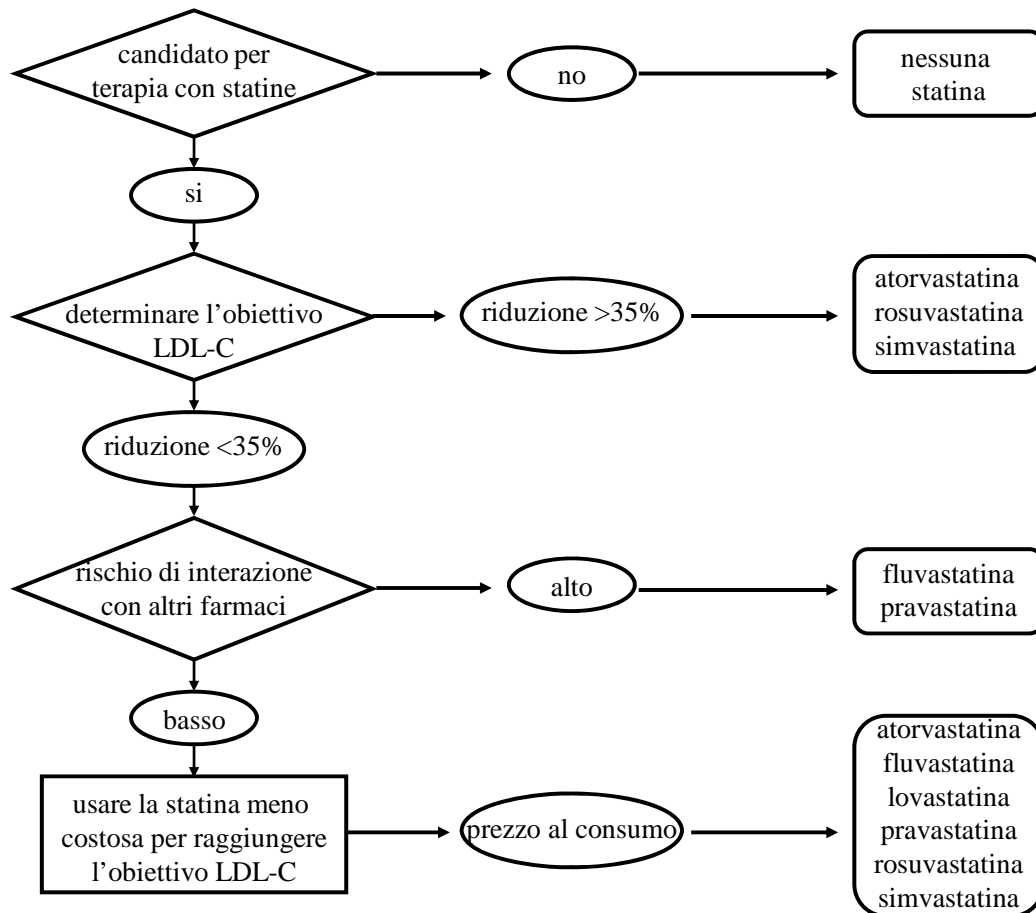 candidato per
terapia con statine
no
nessuna
statina
si
determinare l’obiettivo
LDL-C
riduzione >35%
atorvastatina
rosuvastatina
simvastatina
riduzione <35%
rischio di interazione
con altri farmaci
alto
fluvastatina
pravastatina
basso
usare la statina meno
costosa per raggiungere
l’obiettivo LDL-C
prezzo al consumo
atorvastatina
fluvastatina
lovastatina
pravastatina
rosuvastatina
simvastatina